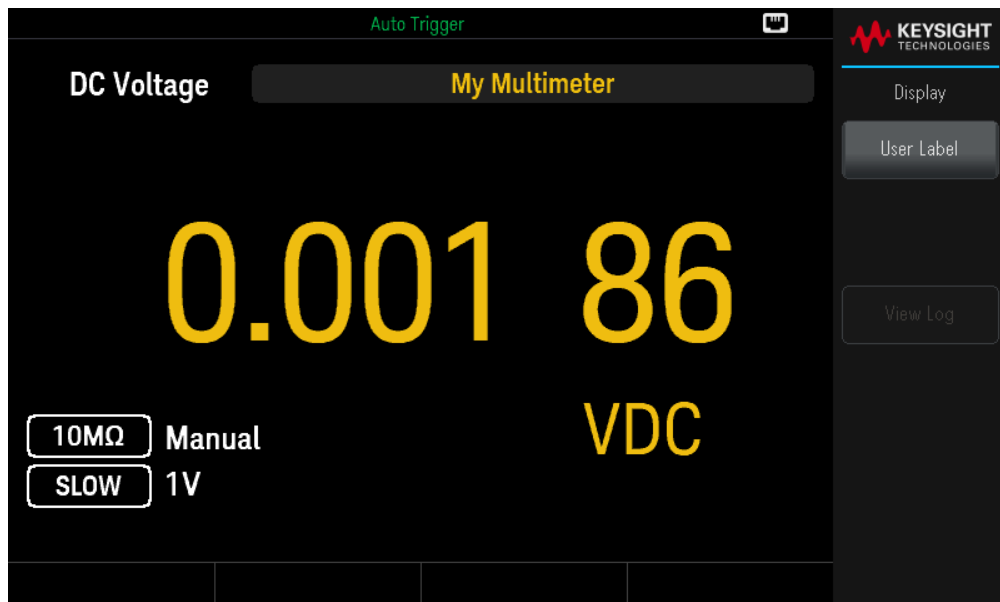 Auto Trigger
KEYSIGHT
TECHNOLOGIES
DC Voltage
My Multimeter
Display
User Label
0.001 86
View Log
VDC
10MΩ Manual
SLOW 1V